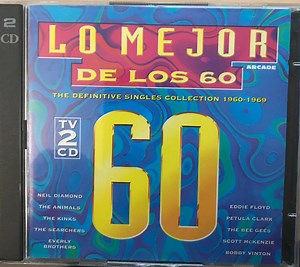 2
CD
LO MEJOR
ARCADE
DE LOS 60
THE DEFINITIVE SINGLES COLLECTION 1960-1969
TV
2
CD
60
NEIL DIAMOND
THE ANIMALS
THE KINKS
THE SEARCHERS
EVERLY
BROTHERS
EDDIE FLOYD
PETULA CLARK
THE BEE GEES
SCOTT McKENZIE
BOBBY VINTON